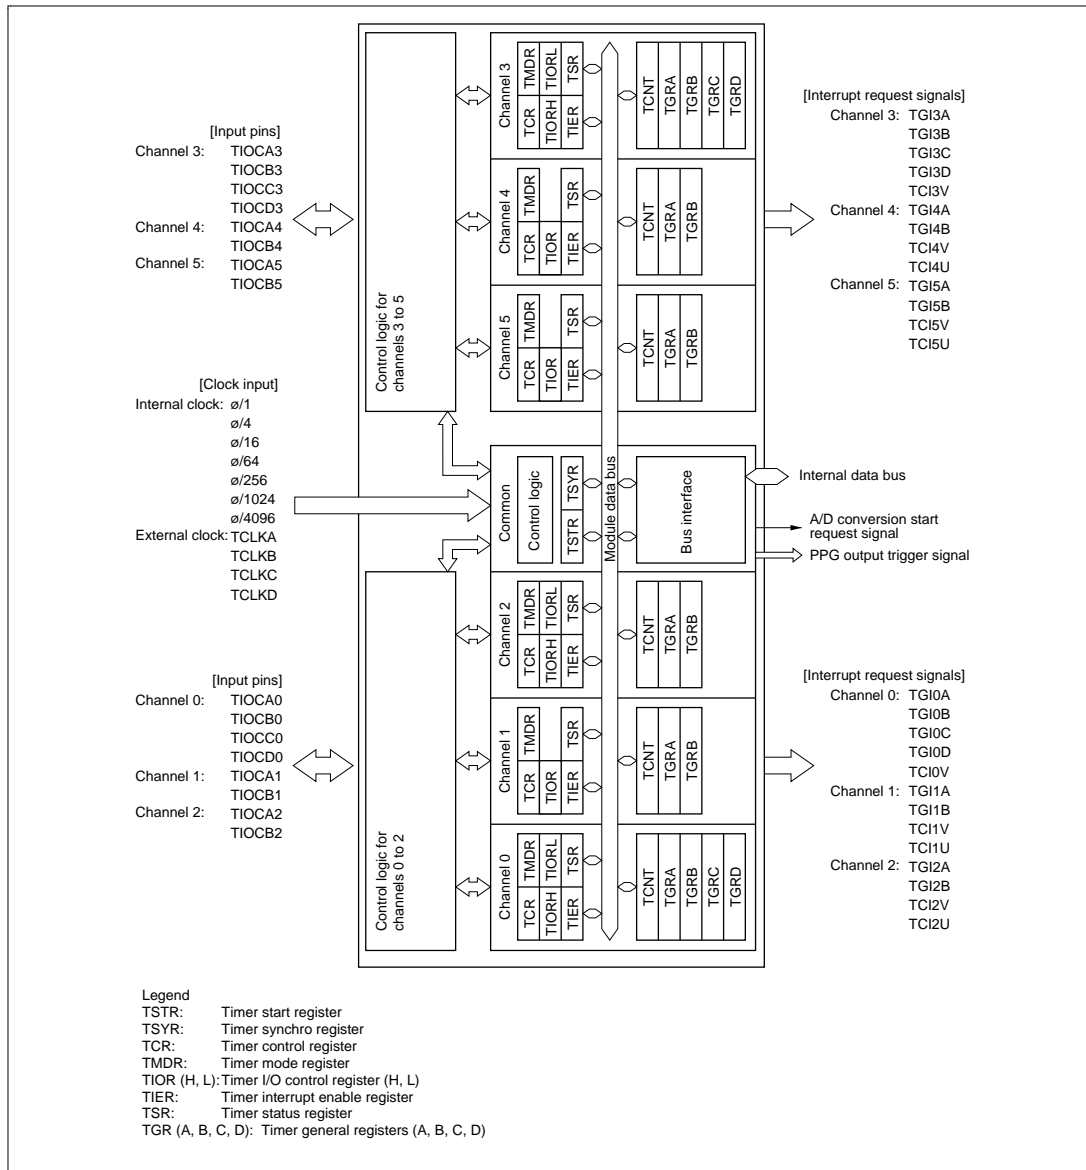 [Input pins]
Channel 3: TIOCA3
TIOCB3
TIOCC3
TIOCD3
Channel 4: TIOCA4
TIOCB4
Channel 5: TIOCA5
TIOCB5
[Clock input]
Internal clock: ø/1
ø/4
ø/16
ø/64
ø/256
ø/1024
ø/4096
External clock: TCLKA
TCLKB
TCLKC
TCLKD
[Input pins]
Channel 0: TIOCA0
TIOCB0
TIOCC0
TIOCD0
Channel 1: TIOCA1
TIOCB1
Channel 2: TIOCA2
TIOCB2
Control logic for
channels 3 to 5
Control logic for
channels 0 to 2
Channel 3
TCR TMDR
TIORH TIORL
TIER TSR
TCNT
TGRA
TGRB
TGRC
TGRD
Channel 4
TCR TMDR
TIOR
TIER TSR
TCNT
TGRA
TGRB
Channel 5
TCR TMDR
TIOR
TIER TSR
TCNT
TGRA
TGRB
Common
Control logic
TSTR TSYR
Module data bus
Bus interface
Channel 2
TCR TMDR
TIORH TIORL
TIER TSR
TCNT
TGRA
TGRB
Channel 1
TCR TMDR
TIOR
TIER TSR
TCNT
TGRA
TGRB
Channel 0
TCR TMDR
TIORH TIORL
TIER TSR
TCNT
TGRA
TGRB
TGRC
TGRD
[Interrupt request signals]
Channel 3: TGI3A
TGI3B
TGI3C
TGI3D
TCI3V
Channel 4: TGI4A
TGI4B
TCI4V
TCI4U
Channel 5: TGI5A
TGI5B
TCI5V
TCI5U
Internal data bus
A/D conversion start
request signal
PPG output trigger signal
[Interrupt request signals]
Channel 0: TGI0A
TGI0B
TGI0C
TGI0D
TCI0V
Channel 1: TGI1A
TGI1B
TCI1V
TCI1U
Channel 2: TGI2A
TGI2B
TCI2V
TCI2U
Legend
TSTR: Timer start register
TSYR: Timer synchro register
TCR: Timer control register
TMDR: Timer mode register
TIOR (H, L): Timer I/O control register (H, L)
TIER: Timer interrupt enable register
TSR: Timer status register
TGR (A, B, C, D): Timer general registers (A, B, C, D)